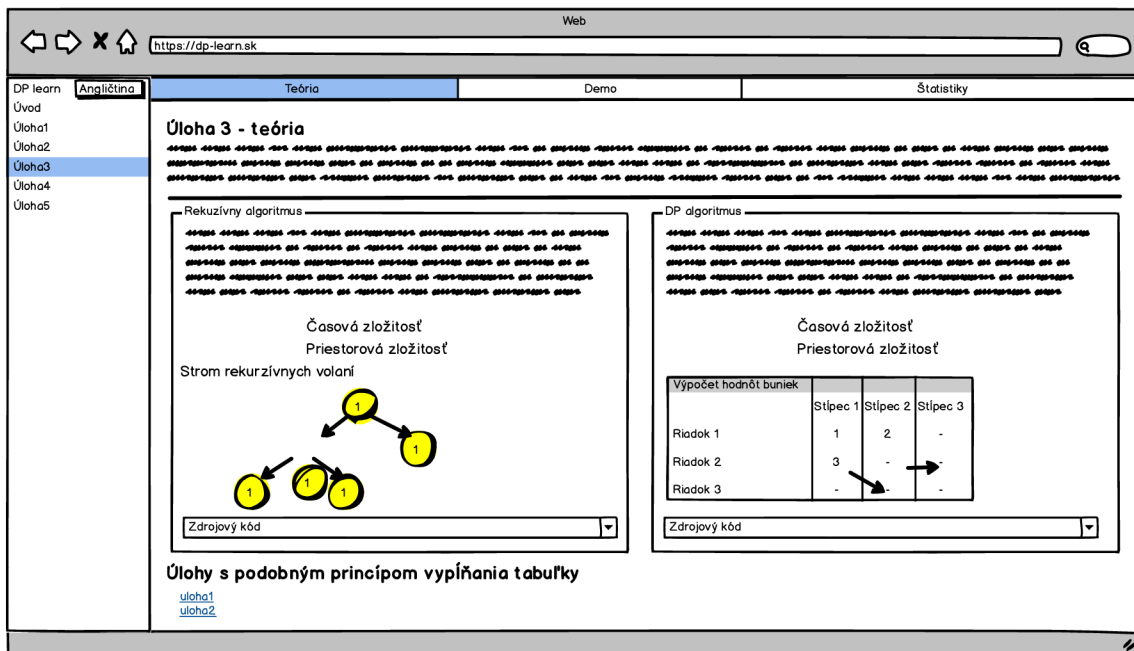 Web
https://dp-learn.sk
DP learn Angličtina
Úvod
Úloha1
Úloha2
Úloha3
Úloha4
Úloha5
Teória Demo Štatistiky
Úloha 3 - teória
Rekuzívny algoritmus
Časová zložitosť
Priestorová zložitosť
Strom rekurzívnych volaní
1
1
1 1 1
Zdrojový kód
DP algoritmus
Časová zložitosť
Priestorová zložitosť
Výpočet hodnôt buniek
Stĺpec 1 Stĺpec 2 Stĺpec 3
Riadok 1 1 2 -
Riadok 2 3 - -
Riadok 3 - - -
Zdrojový kód
Úlohy s podobným princípom vypĺňania tabuľky
uloha1
uloha2